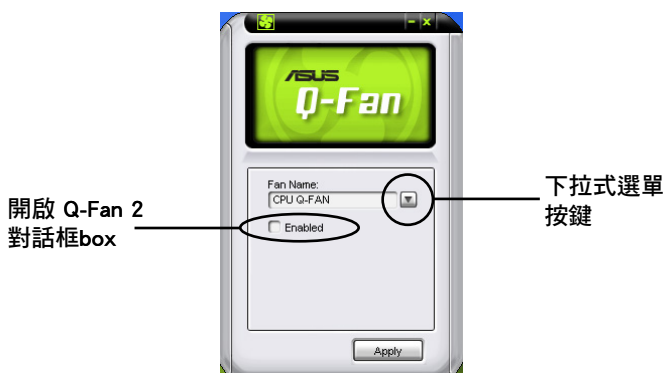 ASUS
Q-Fan
Fan Name:
CPU Q-FAN
Enabled
Apply
開啟 Q-Fan 2
對話框box
下拉式選單
按鍵